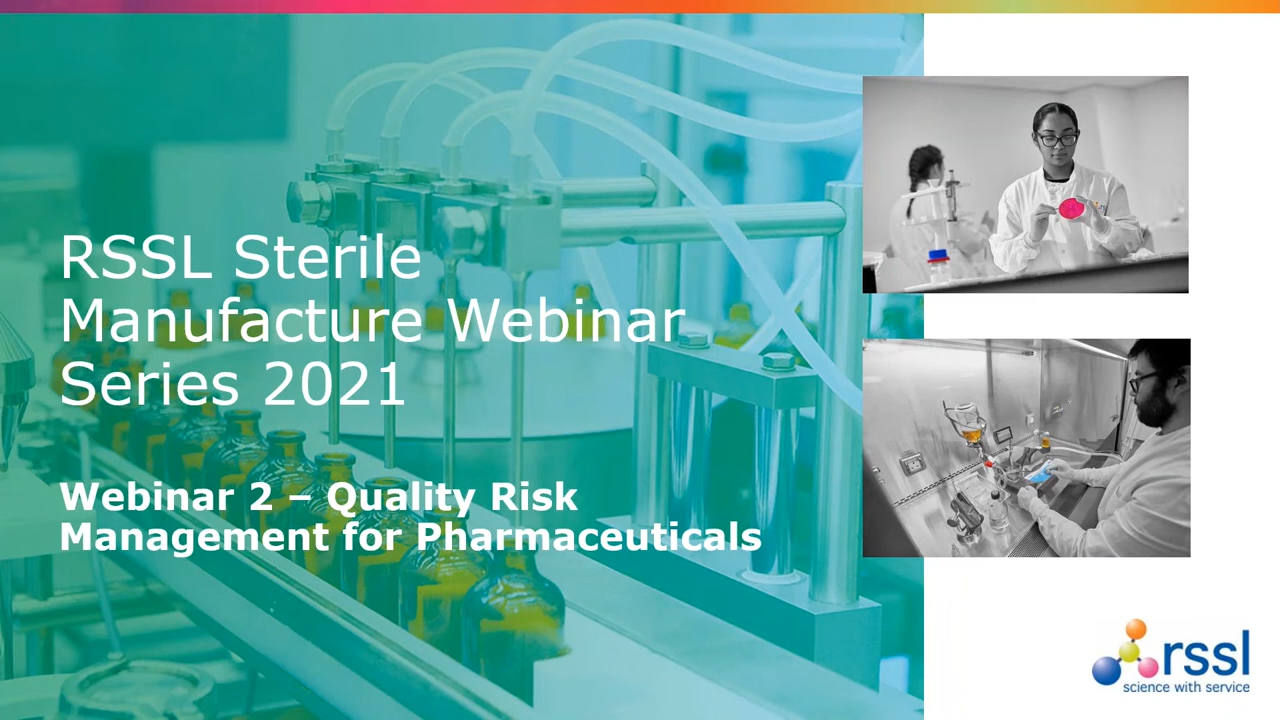 RSSL Sterile
Manufacture Webinar
Series 2021
Webinar 2 – Quality Risk
Management for Pharmaceuticals
rssl
science with service